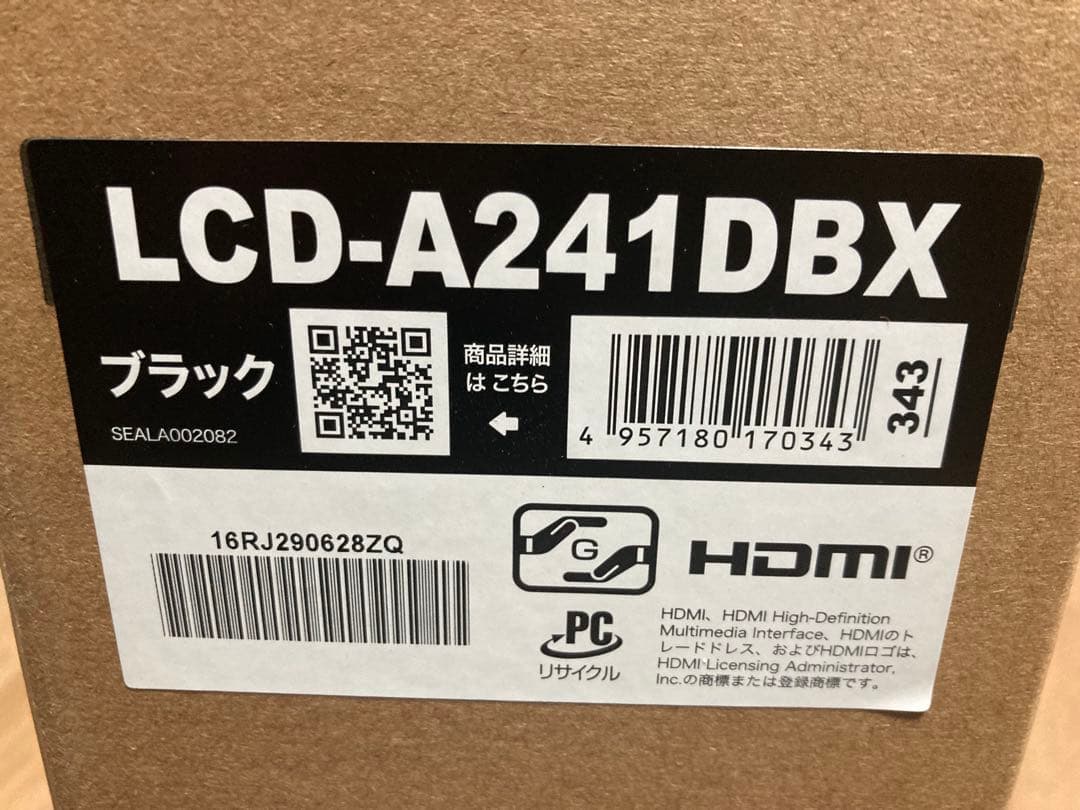 LCD-A241DBX
ブラック
商品詳細
は こちら
SEALA002082
4 957180 170343
343
16RJ290628ZQ
G
HDMI®
PC
リサイクル
HDMI、HDMI High-Definition
Multimedia Interface、HDMIのト
レードドレス、およびHDMIロゴは、
HDMI Licensing Administrator,
Inc.の商標または登録商標です。